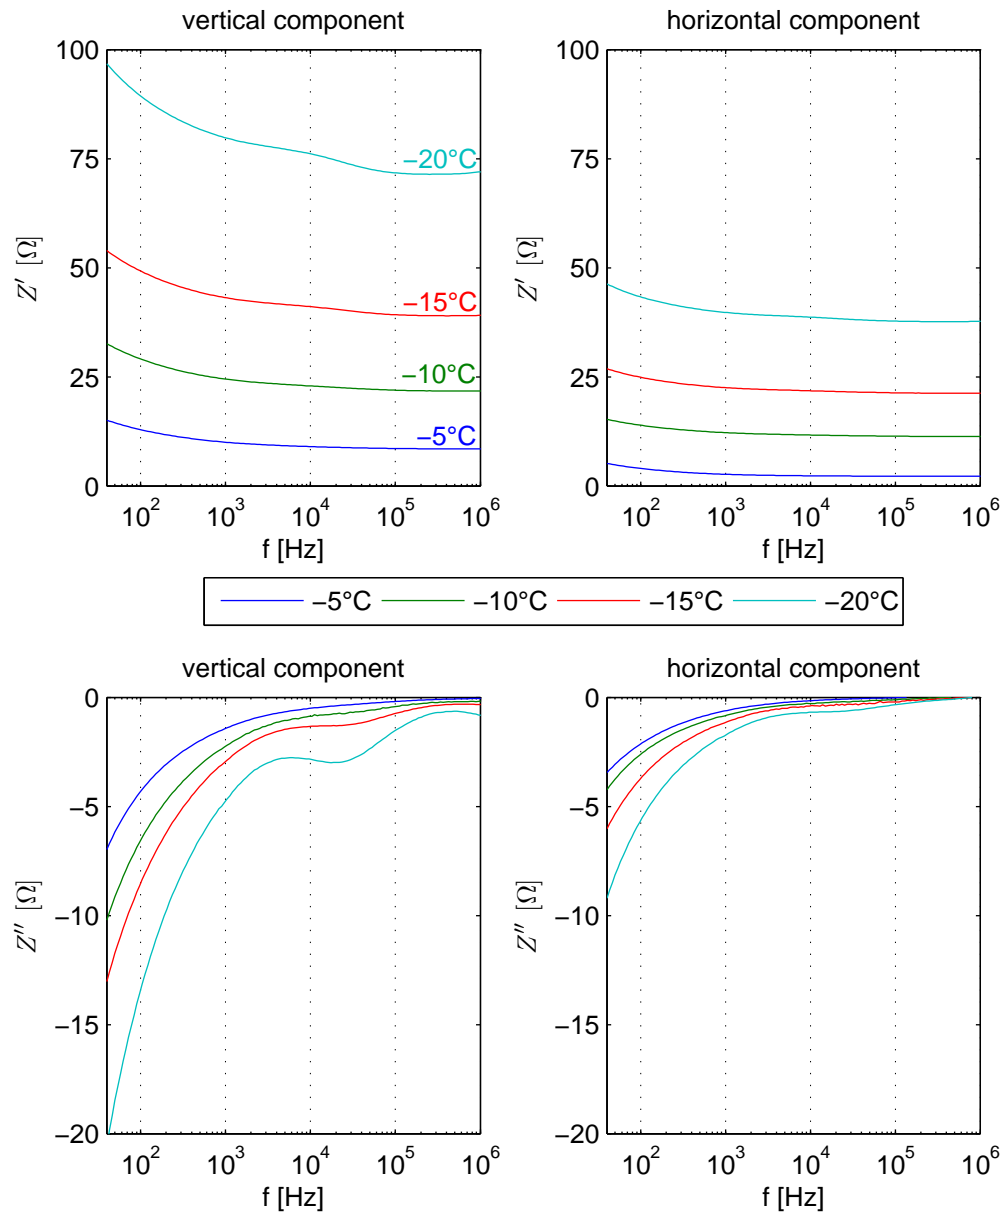 vertical component
horizontal component
100
75
50
25
0
Z′ [Ω]
−20°C
−15°C
−10°C
−5°C
10² 10³ 10⁴ 10⁵ 10⁶
f [Hz]
100
75
50
25
0
Z′ [Ω]
10² 10³ 10⁴ 10⁵ 10⁶
f [Hz]
−5°C −10°C −15°C −20°C
vertical component
horizontal component
0
−5
−10
−15
−20
Z″ [Ω]
10² 10³ 10⁴ 10⁵ 10⁶
f [Hz]
0
−5
−10
−15
−20
Z″ [Ω]
10² 10³ 10⁴ 10⁵ 10⁶
f [Hz]